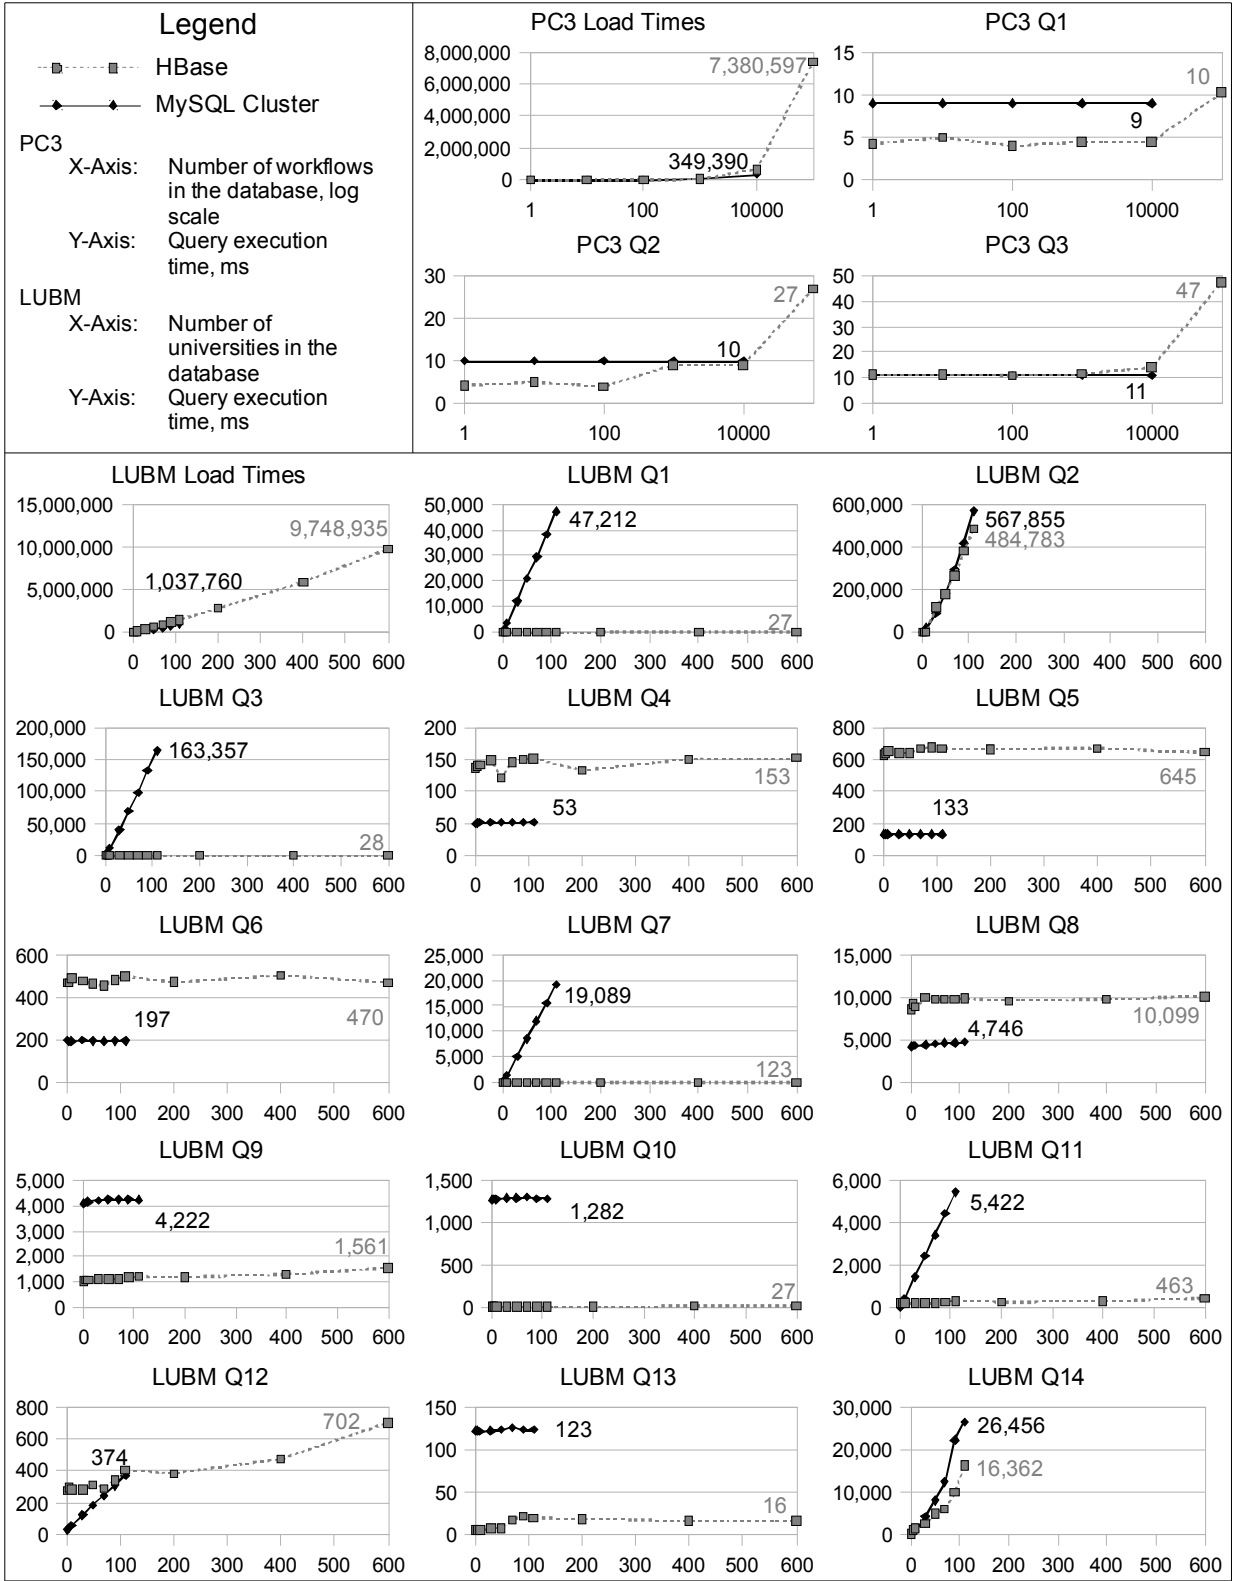 Legend
HBase
MySQL Cluster
PC3
X-Axis: Number of workflows
in the database, log
scale
Y-Axis: Query execution
time, ms
LUBM
X-Axis: Number of
universities in the
database
Y-Axis: Query execution
time, ms
PC3 Load Times
8,000,000
6,000,000
4,000,000
2,000,000
0
7,380,597
349,390
1 100 10000
PC3 Q1
15
10
5
0
10
9
1 100 10000
PC3 Q2
30
20
10
0
27
10
1 100 10000
PC3 Q3
50
40
30
20
10
0
47
11
1 100 10000
LUBM Load Times
15,000,000
10,000,000
5,000,000
0
9,748,935
1,037,760
0 100 200 300 400 500 600
LUBM Q1
50,000
40,000
30,000
20,000
10,000
0
47,212
27
0 100 200 300 400 500 600
LUBM Q2
600,000
400,000
200,000
0
567,855
484,783
0 100 200 300 400 500 600
LUBM Q3
200,000
150,000
100,000
50,000
0
163,357
28
0 100 200 300 400 500 600
LUBM Q4
200
150
100
50
0
153
53
0 100 200 300 400 500 600
LUBM Q5
800
600
400
200
0
645
133
0 100 200 300 400 500 600
LUBM Q6
600
400
200
0
197
470
0 100 200 300 400 500 600
LUBM Q7
25,000
20,000
15,000
10,000
5,000
0
19,089
123
0 100 200 300 400 500 600
LUBM Q8
15,000
10,000
5,000
0
10,099
4,746
0 100 200 300 400 500 600
LUBM Q9
5,000
4,000
3,000
2,000
1,000
0
4,222
1,561
0 100 200 300 400 500 600
LUBM Q10
1,500
1,000
500
0
1,282
27
0 100 200 300 400 500 600
LUBM Q11
6,000
4,000
2,000
0
5,422
463
0 100 200 300 400 500 600
LUBM Q12
800
600
400
200
0
702
374
0 100 200 300 400 500 600
LUBM Q13
150
100
50
0
123
16
0 100 200 300 400 500 600
LUBM Q14
30,000
20,000
10,000
0
26,456
16,362
0 100 200 300 400 500 600